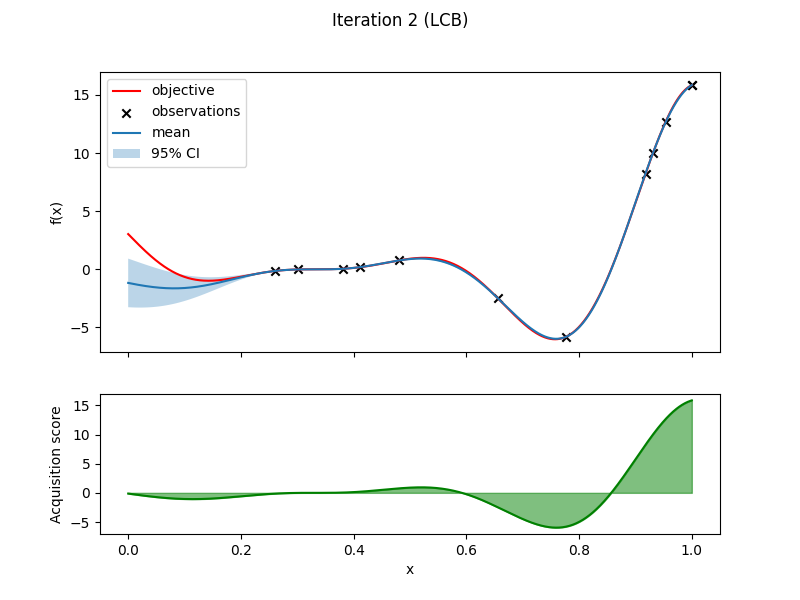 Iteration 2 (LCB)
objective
observations
mean
95% CI
f(x)
15
10
5
0
−5
Acquisition score
15
10
5
0
−5
0.0 0.2 0.4 0.6 0.8 1.0
x